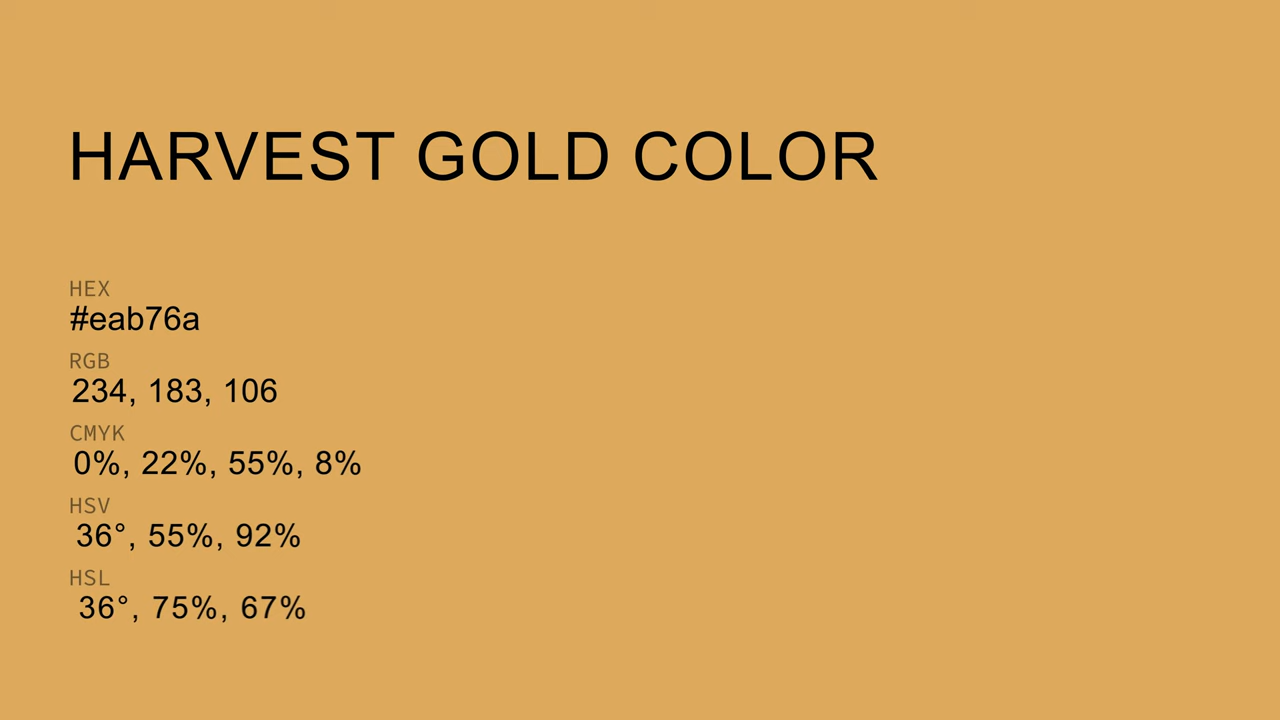 HARVEST GOLD COLOR
HEX
#eab76a
RGB
234, 183, 106
CMYK
0%, 22%, 55%, 8%
HSV
36°, 55%, 92%
HSL
36°, 75%, 67%